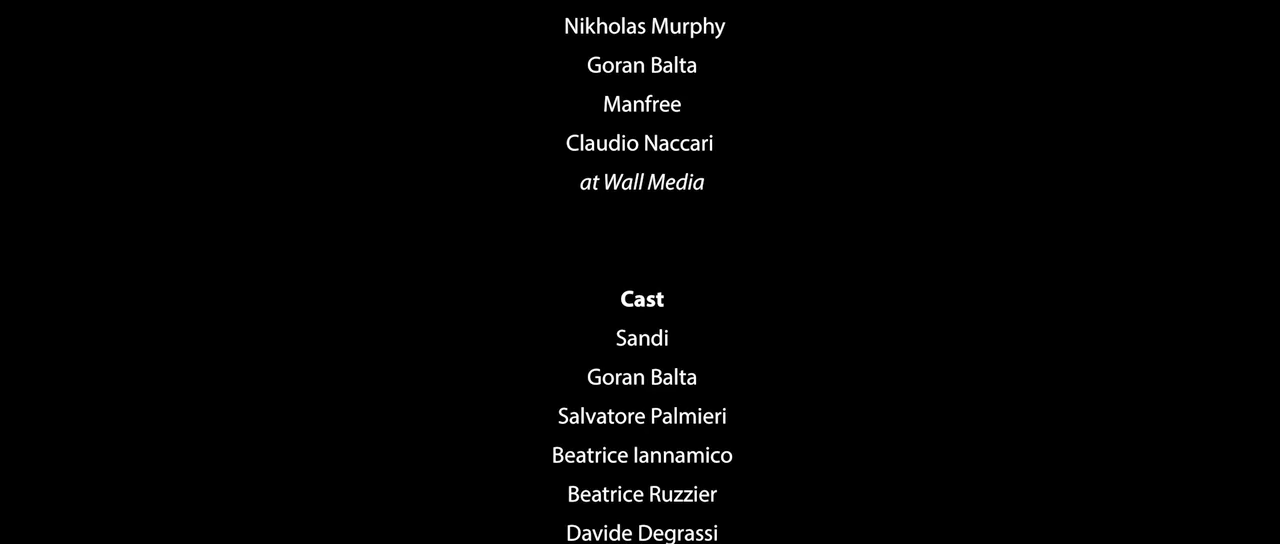 Nikholas Murphy
Goran Balta
Manfree
Claudio Naccari
at Wall Media
Cast
Sandi
Goran Balta
Salvatore Palmieri
Beatrice Iannamico
Beatrice Ruzzier
Davide Degrassi